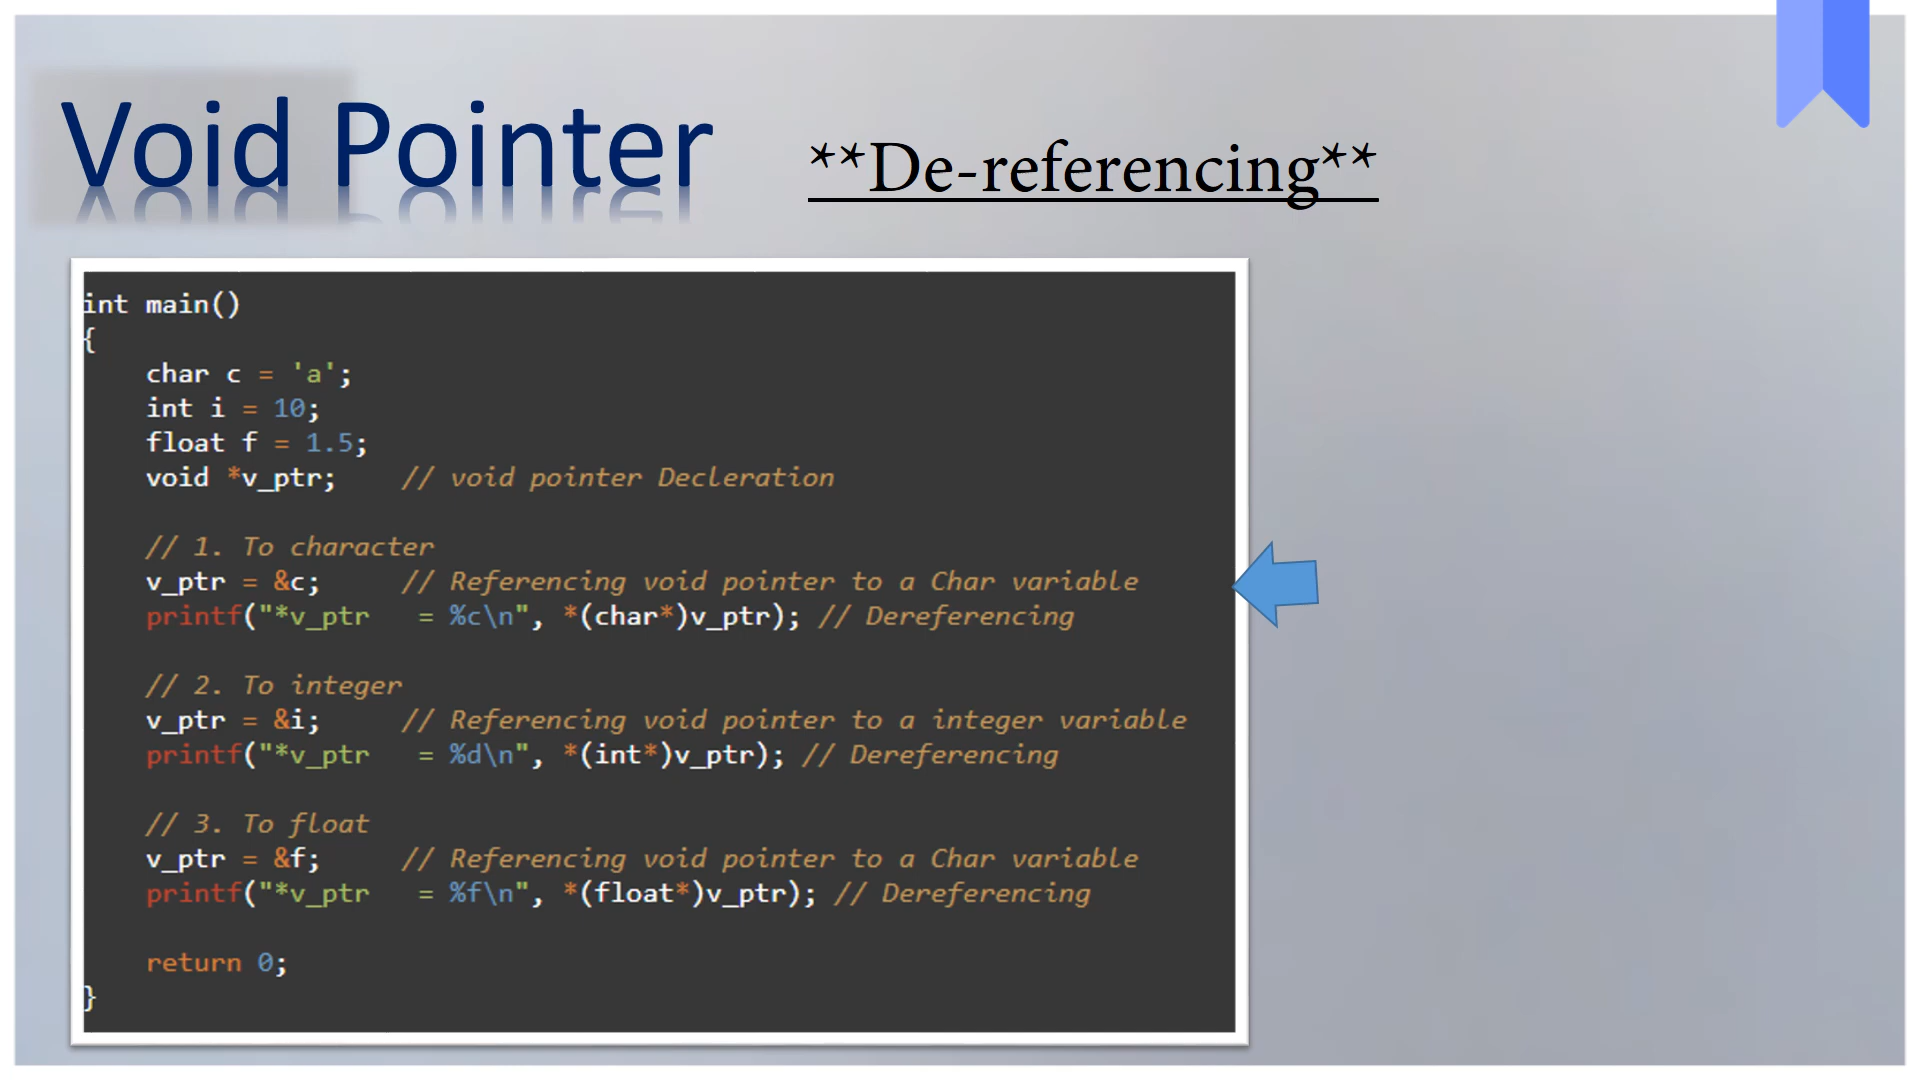 Void Pointer
**De-referencing**
int main()
{
char c = 'a';
int i = 10;
float f = 1.5;
void *v_ptr; // void pointer Decleration
// 1. To character
v_ptr = &c; // Referencing void pointer to a Char variable
printf("*v_ptr = %c\n", *(char*)v_ptr); // Dereferencing
// 2. To integer
v_ptr = &i; // Referencing void pointer to a integer variable
printf("*v_ptr = %d\n", *(int*)v_ptr); // Dereferencing
// 3. To float
v_ptr = &f; // Referencing void pointer to a Char variable
printf("*v_ptr = %f\n", *(float*)v_ptr); // Dereferencing
return 0;
}